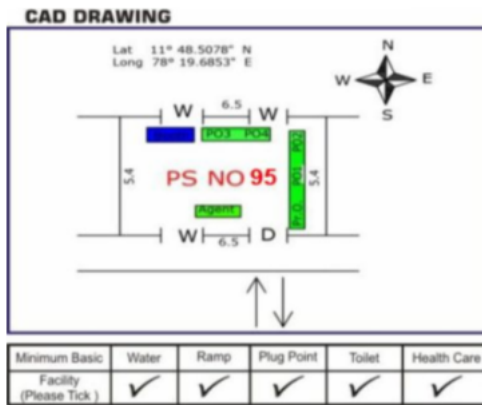 CAD DRAWING
Lat 11° 48.5078" N
Long 78° 19.6853" E
N
W E
S
W 6.5 W
PO3 PO4
PO2
5.4 PS NO 95 PO1 5.4
Agent Pr.O.
W 6.5 D
Minimum Basic Water Ramp Plug Point Toilet Health Care
Facility
(Please Tick ) ✓ ✓ ✓ ✓ ✓